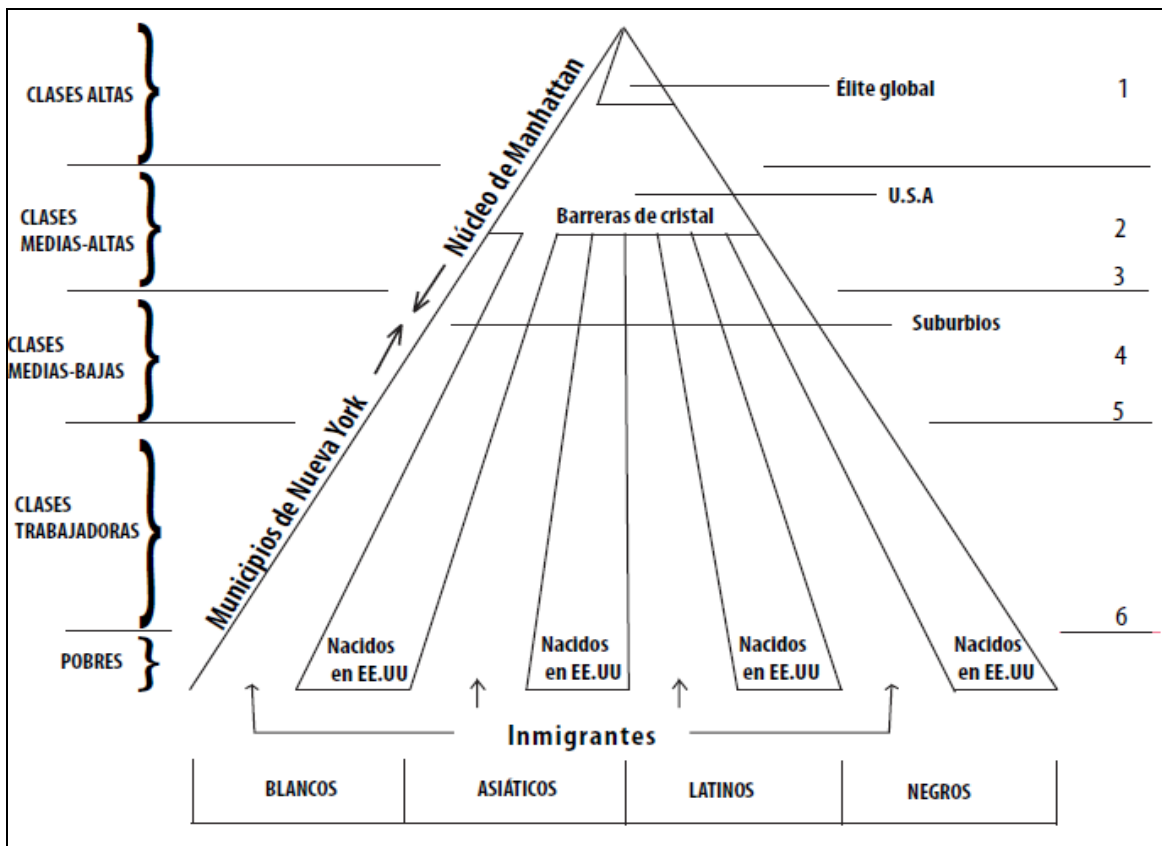 CLASES ALTAS
Élite global
1
Núcleo de Manhattan
U.S.A
CLASES
MEDIAS-ALTAS
Barreras de cristal
2
3
Suburbios
CLASES
MEDIAS-BAJAS
4
5
Municipios de Nueva York
CLASES
TRABAJADORAS
6
POBRES
Nacidos
en EE.UU
Nacidos
en EE.UU
Nacidos
en EE.UU
Nacidos
en EE.UU
Inmigrantes
BLANCOS
ASIÁTICOS
LATINOS
NEGROS